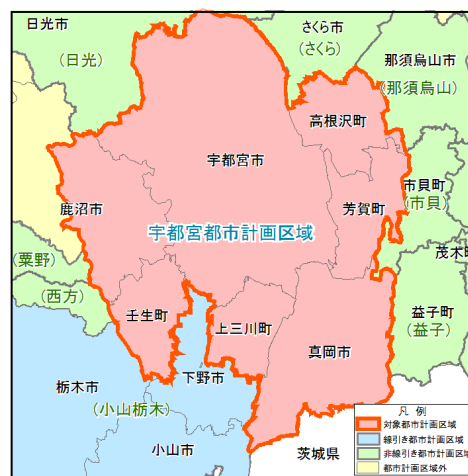 日光市
(日光)
さくら市
(さくら)
那須烏山市
(那須烏山)
高根沢町
宇都宮市
市貝町
(市貝)
鹿沼市
芳賀町
宇都宮都市計画区域
茂木町
(粟野)
(西方)
壬生町
上三川町
益子町
(益子)
真岡市
下野市
栃木市
(小山栃木)
小山市
茨城県
凡例
対象都市計画区域
線引き都市計画区域
非線引き都市計画区域
都市計画区域外